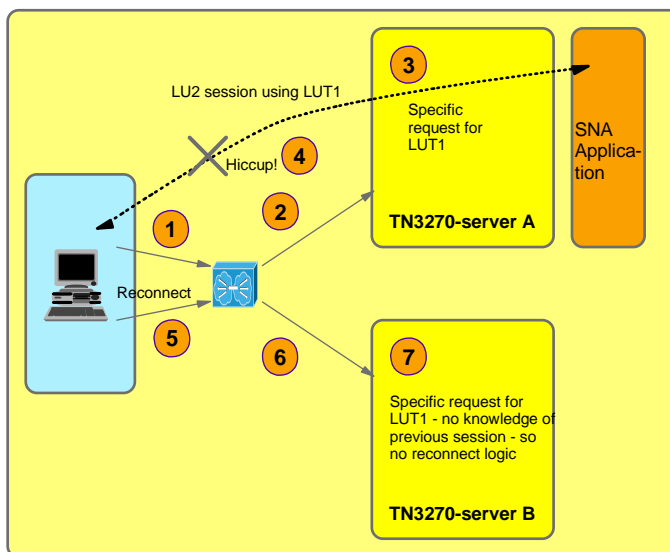 3
LU2 session using LUT1
Specific
request for
LUT1
SNA
Applica-
tion
Hiccup!
4
2
1
TN3270-server A
Reconnect
5
6
7
Specific request for
LUT1 - no knowledge of
previous session - so
no reconnect logic
TN3270-server B